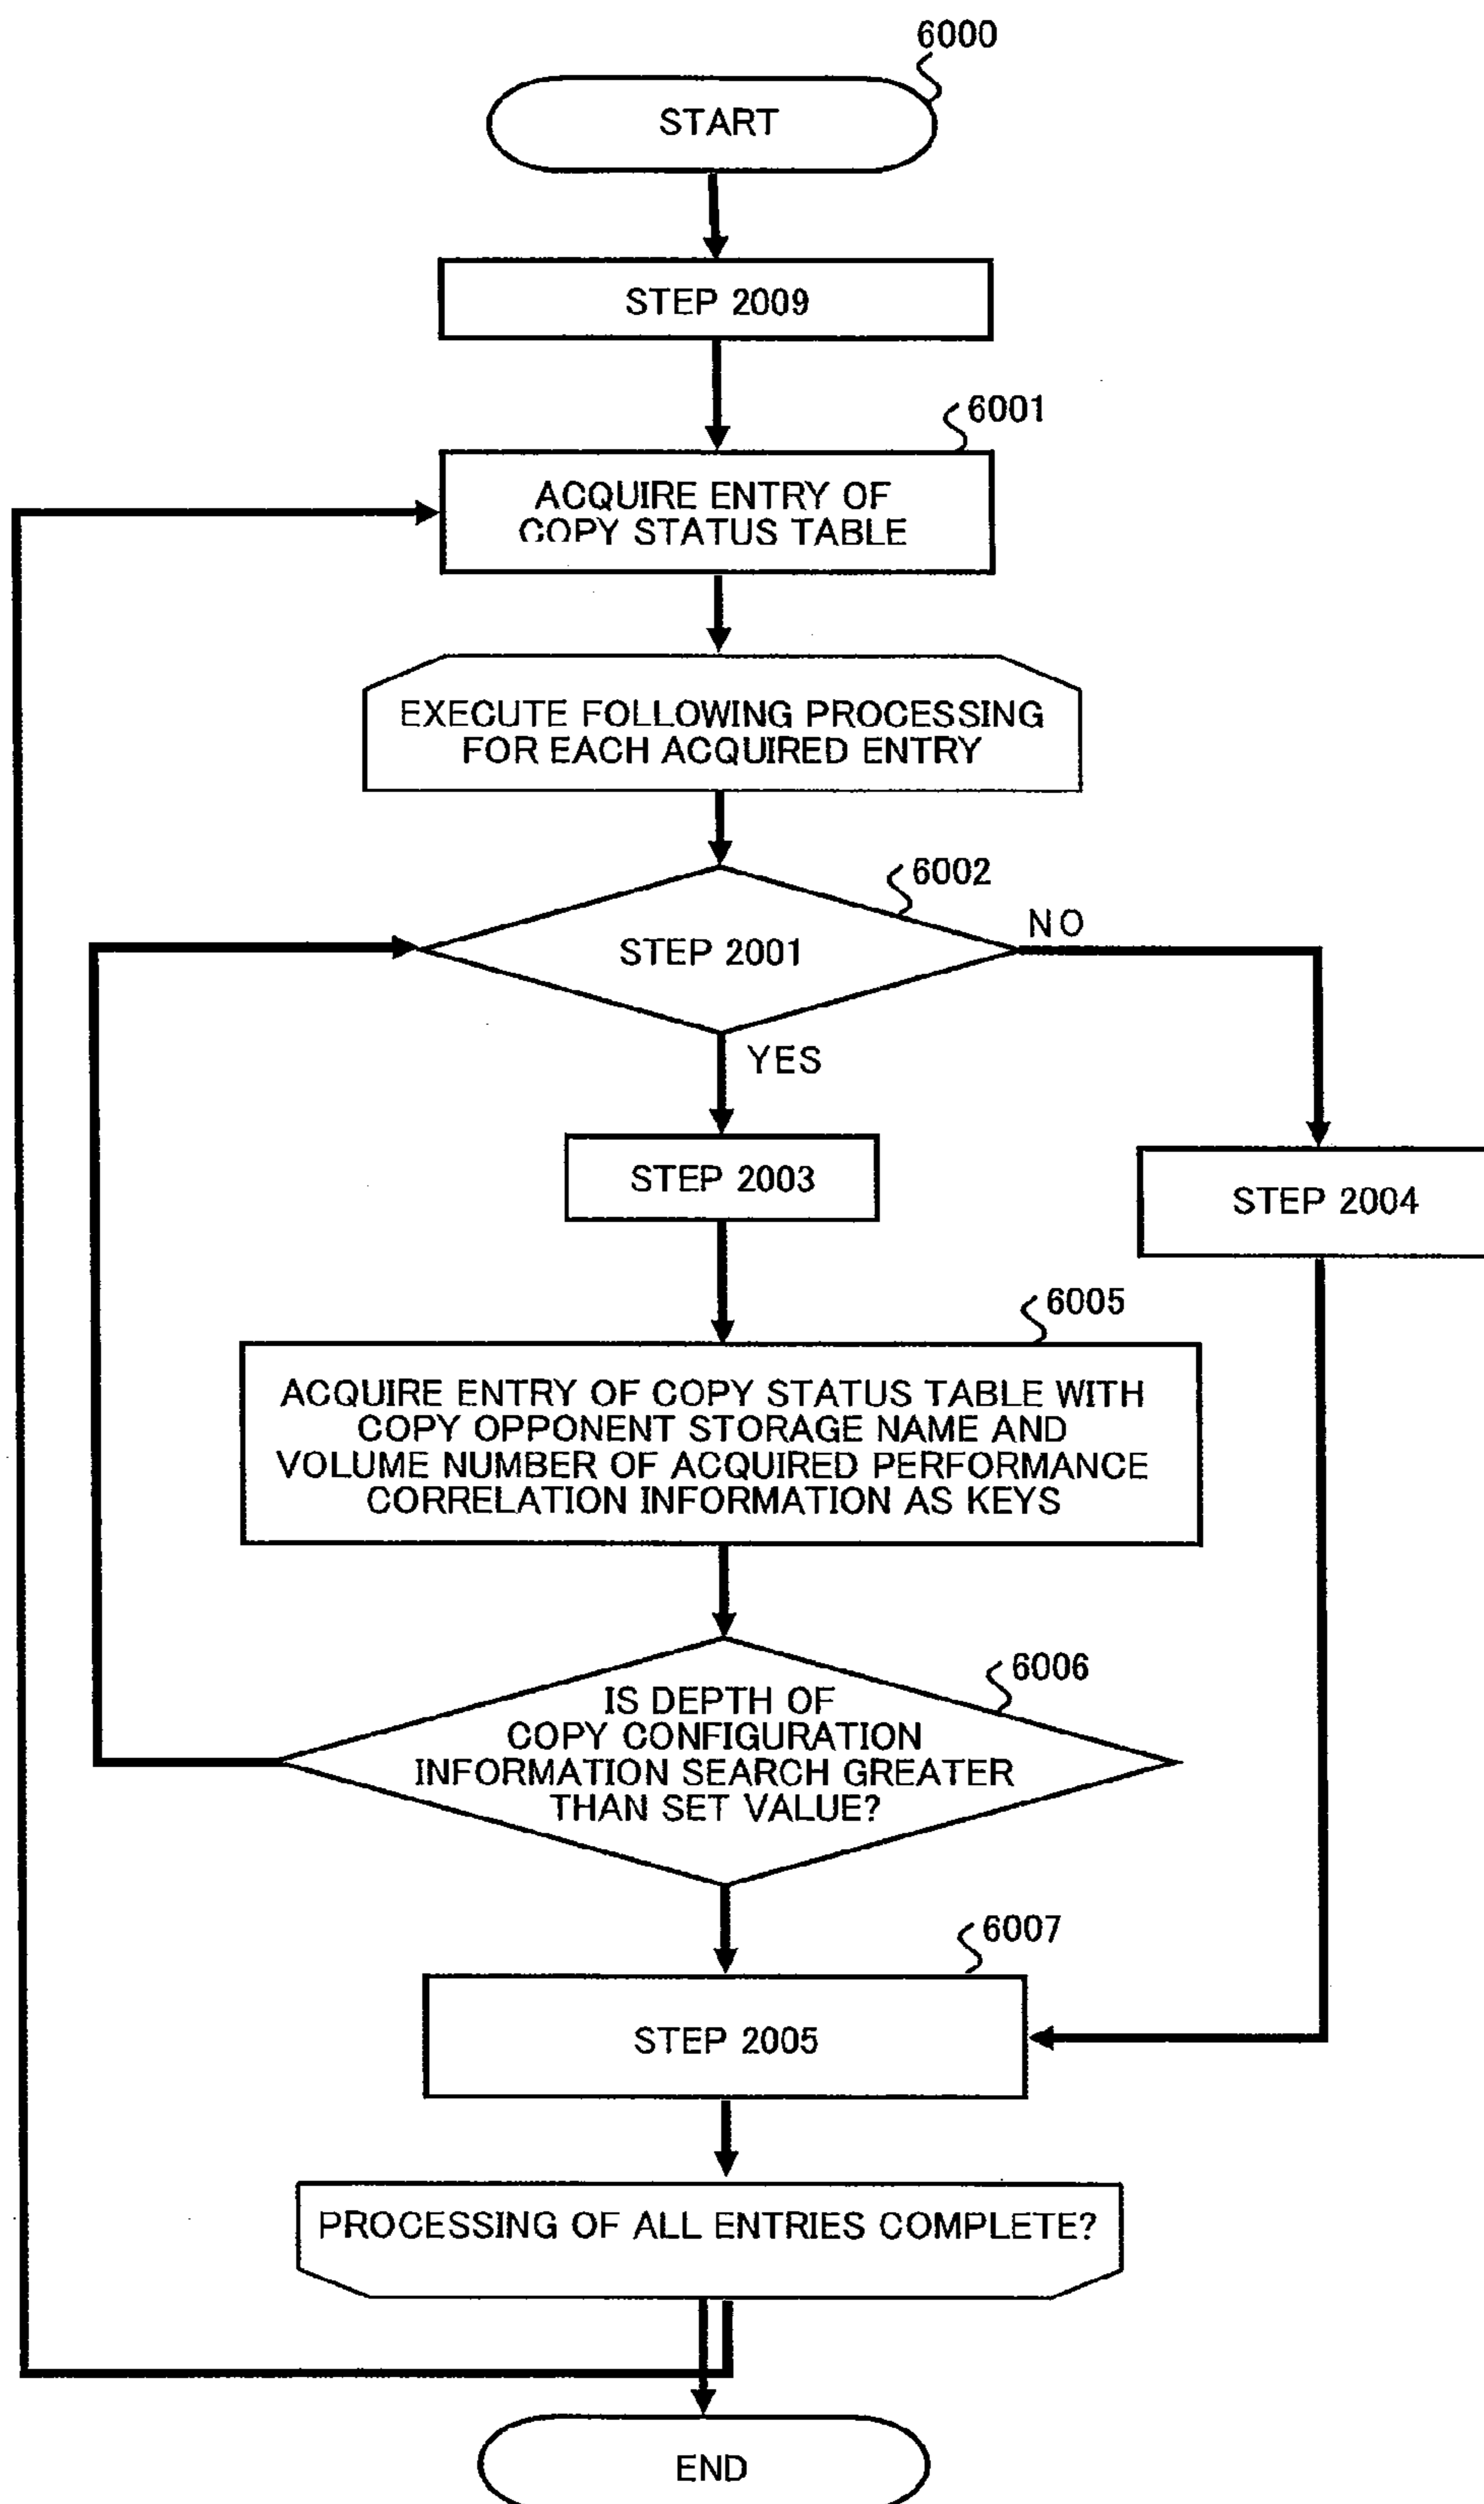 6000
START
STEP 2009
6001
ACQUIRE ENTRY OF
COPY STATUS TABLE
EXECUTE FOLLOWING PROCESSING
FOR EACH ACQUIRED ENTRY
6002
STEP 2001
NO
YES
STEP 2003
STEP 2004
6005
ACQUIRE ENTRY OF COPY STATUS TABLE WITH
COPY OPPONENT STORAGE NAME AND
VOLUME NUMBER OF ACQUIRED PERFORMANCE
CORRELATION INFORMATION AS KEYS
6006
IS DEPTH OF
COPY CONFIGURATION
INFORMATION SEARCH GREATER
THAN SET VALUE?
6007
STEP 2005
PROCESSING OF ALL ENTRIES COMPLETE?
END